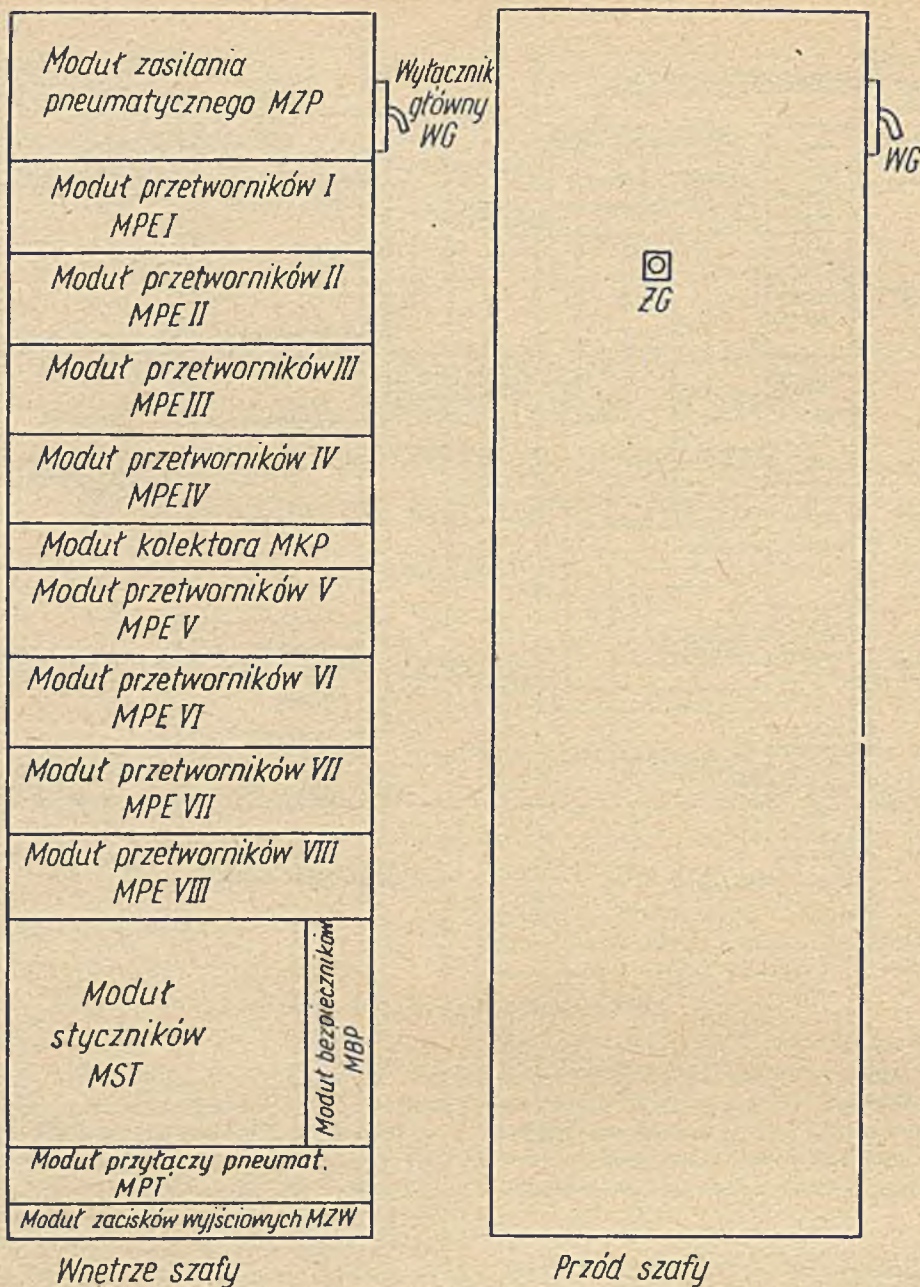 Moduł zasilania
pneumatycznego MZP
Wyłącznik
główny
WG
Moduł przetworników I
MPE I
Moduł przetworników II
MPE II
Moduł przetworników III
MPE III
Moduł przetworników IV
MPE IV
Moduł kolektora MKP
Moduł przetworników V
MPE V
Moduł przetworników VI
MPE VI
Moduł przetworników VII
MPE VII
Moduł przetworników VIII
MPE VIII
Moduł
styczników
MST
Moduł bezpieczników
MBP
Moduł przyłączy pneumat.
MPT
Moduł zacisków wyjściowych MZW
Wnetrze szafy
WG
ZG
Przód szafy